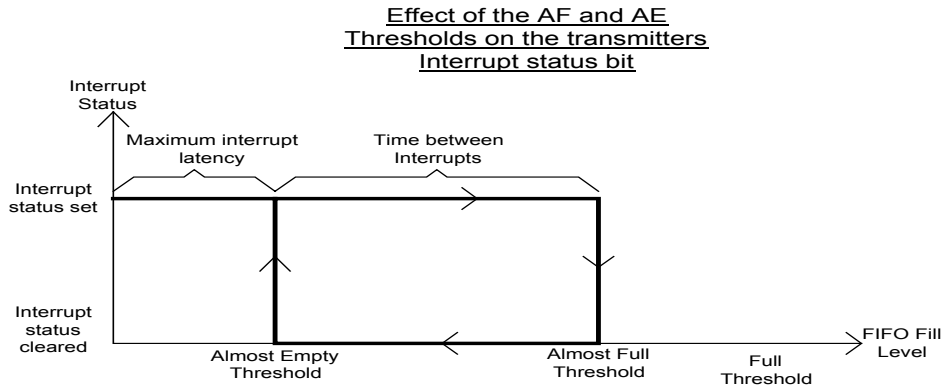 Effect of the AF and AE
Thresholds on the transmitters
Interrupt status bit
Interrupt
Status
Maximum interrupt
latency
Time between
Interrupts
Interrupt
status set
Interrupt
status
cleared
Almost Empty
Threshold
Almost Full
Threshold
Full
Threshold
FIFO Fill
Level